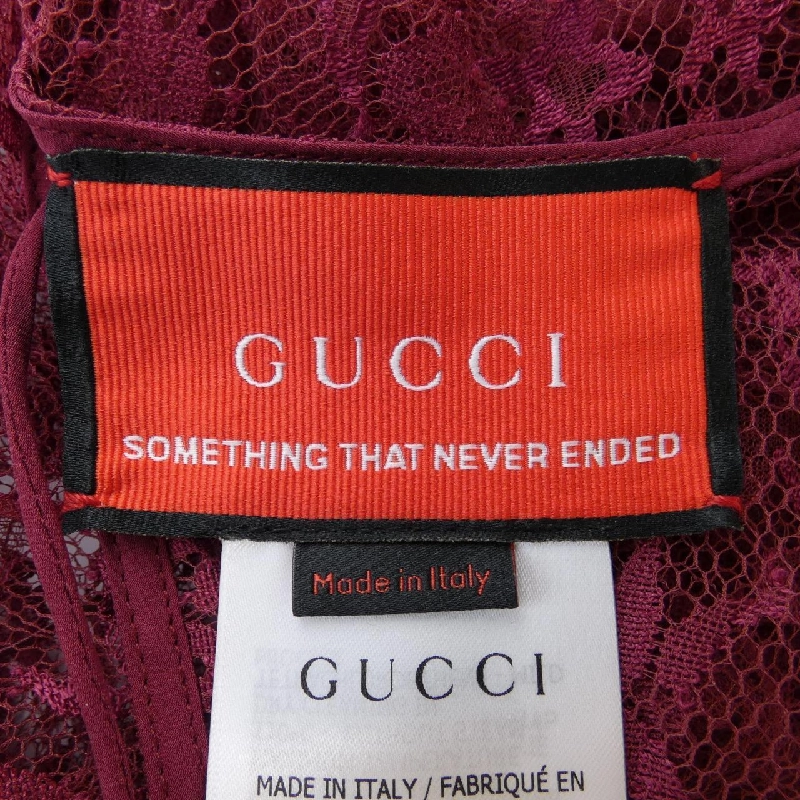 GUCCI
SOMETHING THAT NEVER ENDED
Made in Italy
GUCCI
MADE IN ITALY / FABRIQUÉ EN